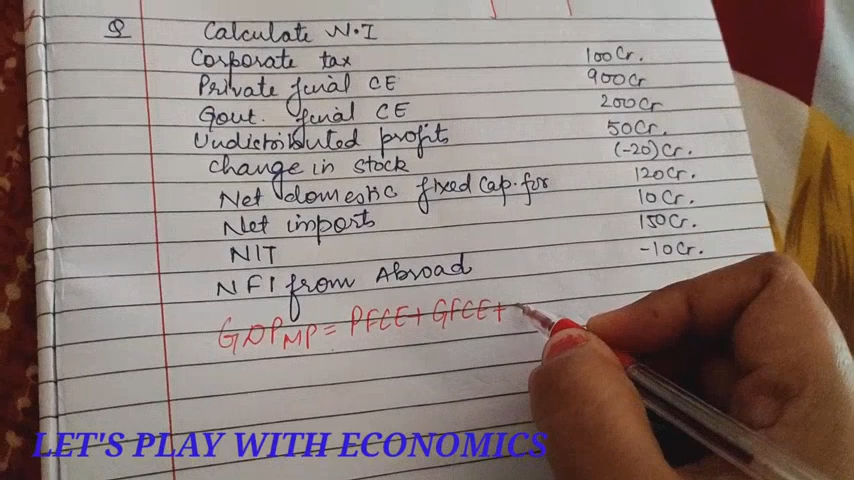 Q Calculate N.I
Corporate tax 100Cr.
Private final CE 900Cr
Govt. final CE 200Cr
Undistributed profit 50Cr.
change in stock (-20)Cr.
Net domestic fixed cap.for 120Cr.
Net imports 10Cr.
NIT 150Cr.
NFI from Abroad -10Cr.
GDPMP = PFCE+ GFCE+
LET'S PLAY WITH ECONOMICS